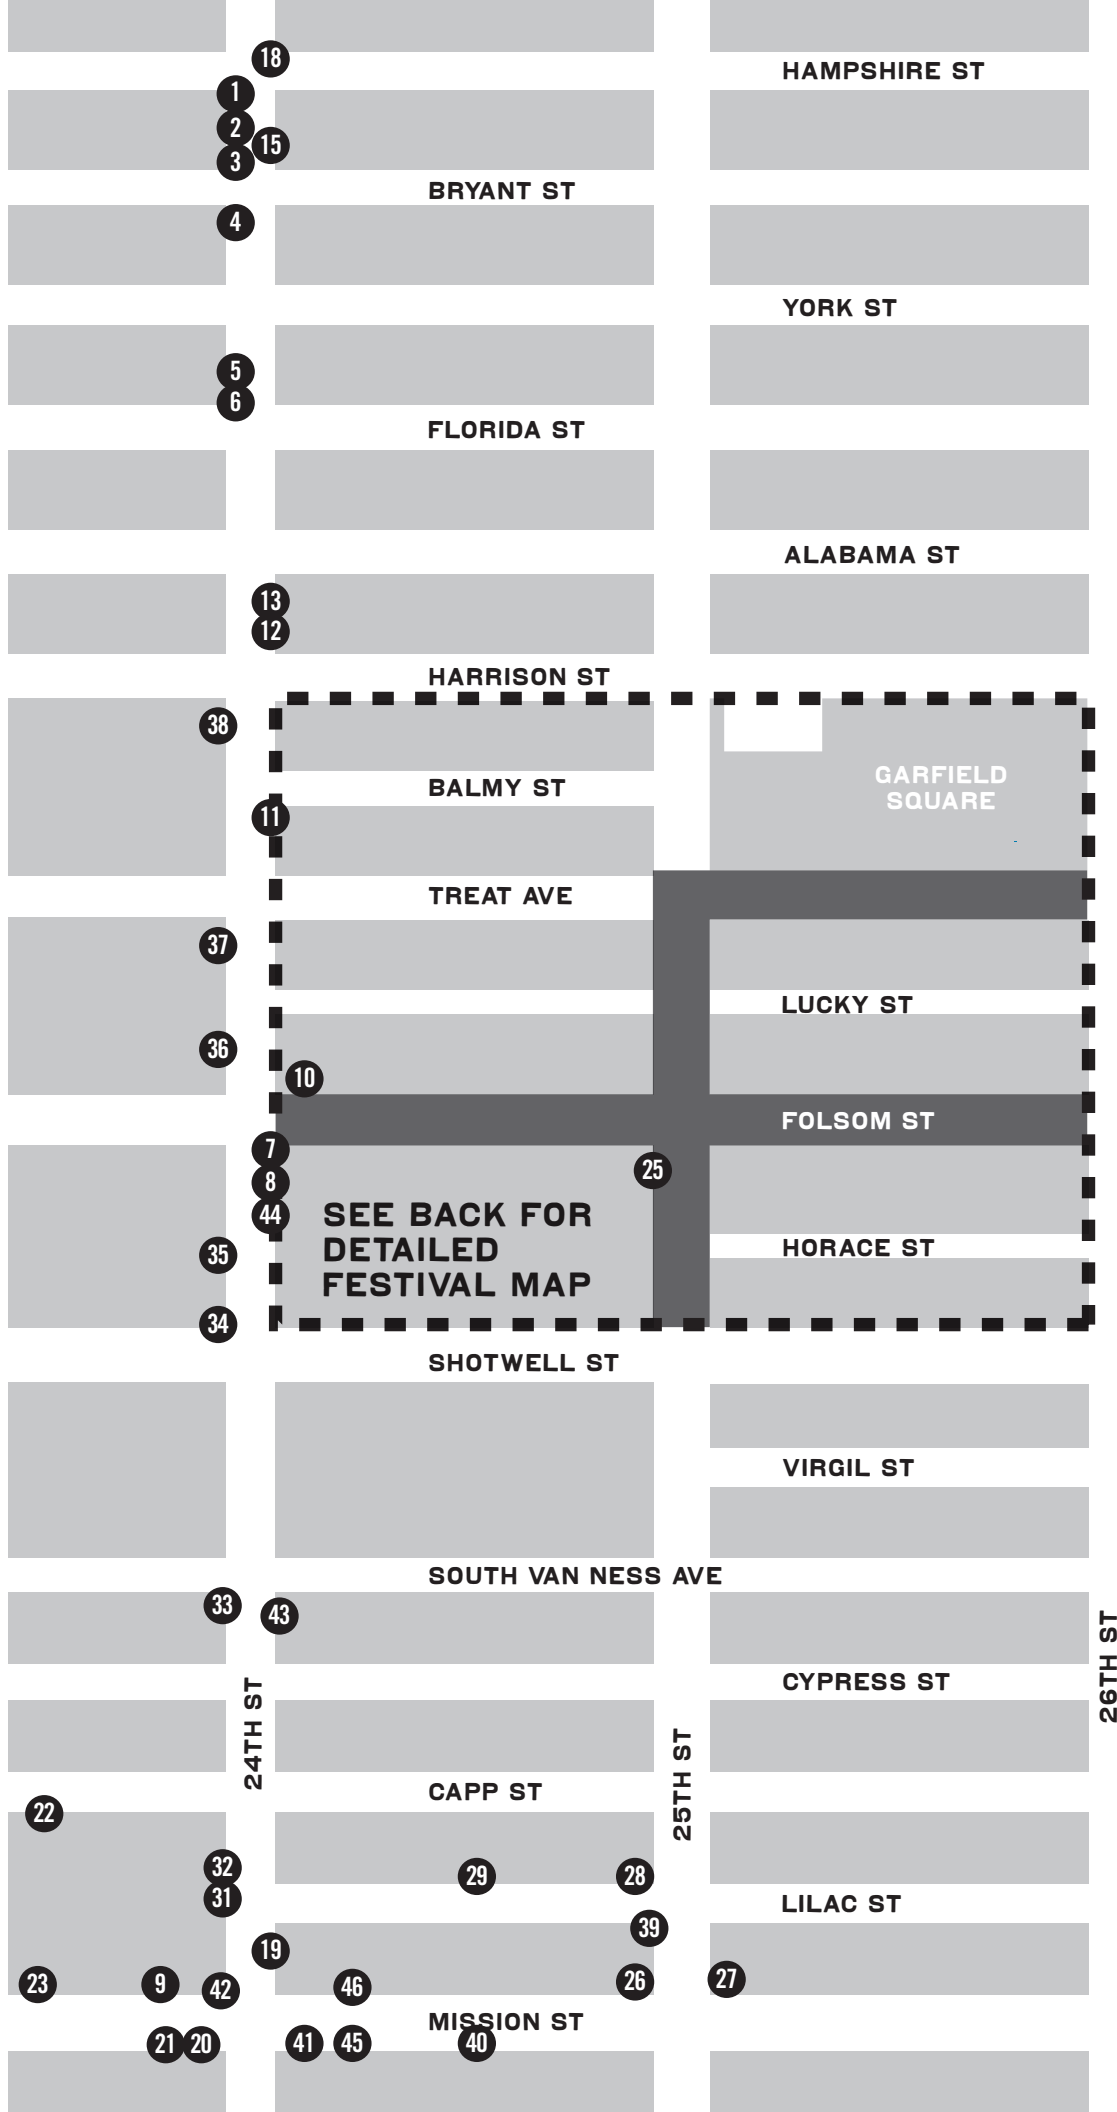 18
HAMPSHIRE ST
1
2
15
3
BRYANT ST
4
YORK ST
5
6
FLORIDA ST
ALABAMA ST
13
12
HARRISON ST
38
GARFIELD
SQUARE
BALMY ST
11
TREAT AVE
37
LUCKY ST
36
10
FOLSOM ST
7
25
8
44
SEE BACK FOR
DETAILED
FESTIVAL MAP
35
HORACE ST
34
SHOTWELL ST
VIRGIL ST
SOUTH VAN NESS AVE
33
43
26TH ST
CYPRESS ST
24TH ST
25TH ST
CAPP ST
22
32
29
28
31
LILAC ST
39
19
23
9
42
46
26
27
MISSION ST
21
20
41
45
40